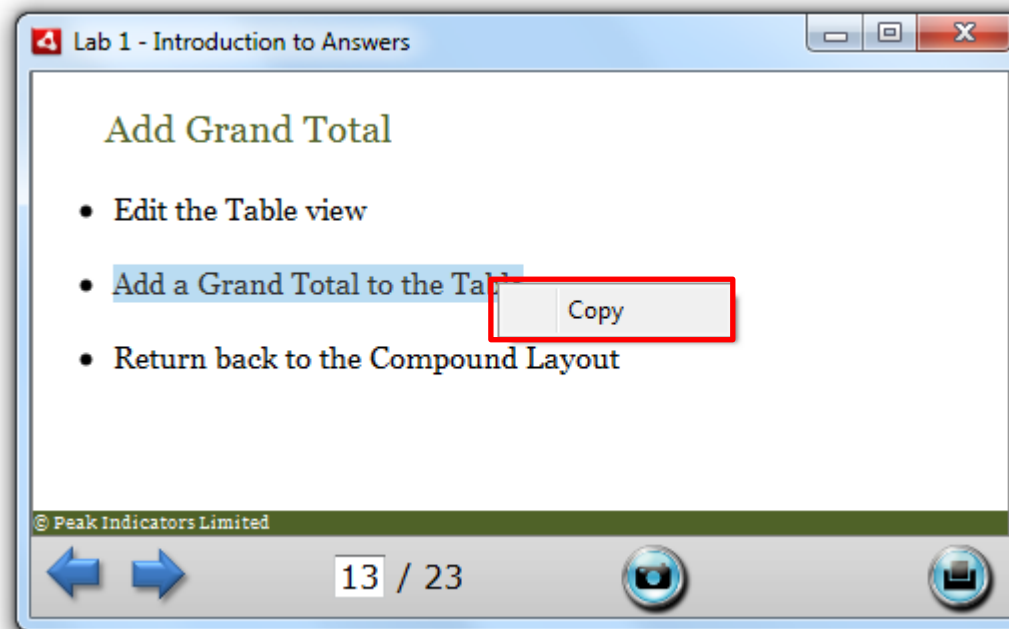 Lab 1 - Introduction to Answers
Add Grand Total
• Edit the Table view
• Add a Grand Total to the Table
Copy
• Return back to the Compound Layout
© Peak Indicators Limited
13 / 23